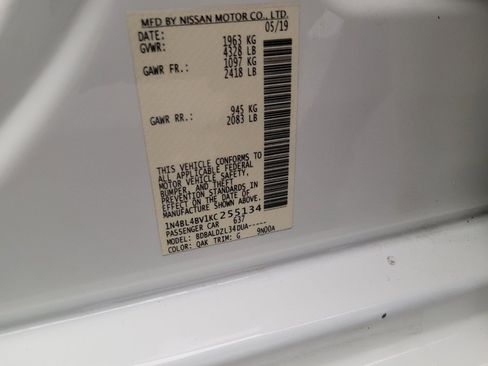 MFD BY NISSAN MOTOR CO., LTD.
DATE: 05/19
GVWR: 1963 KG
4328 LB
GAWR FR.: 1097 KG
2418 LB
GAWR RR.: 945 KG
2083 LB
THIS VEHICLE CONFORMS TO
ALL APPLICABLE FEDERAL
MOTOR VEHICLE SAFETY,
BUMPER, AND THEFT
PREVENTION STANDARDS IN
EFFECT ON THE DATE OF
MANUFACTURE SHOWN ABOVE.
1N4BL4BV1KC255134
PASSENGER CAR 637
MODEL: BDBALDZL34DUA-----
COLOR: QAK TRIM: G 9N00A